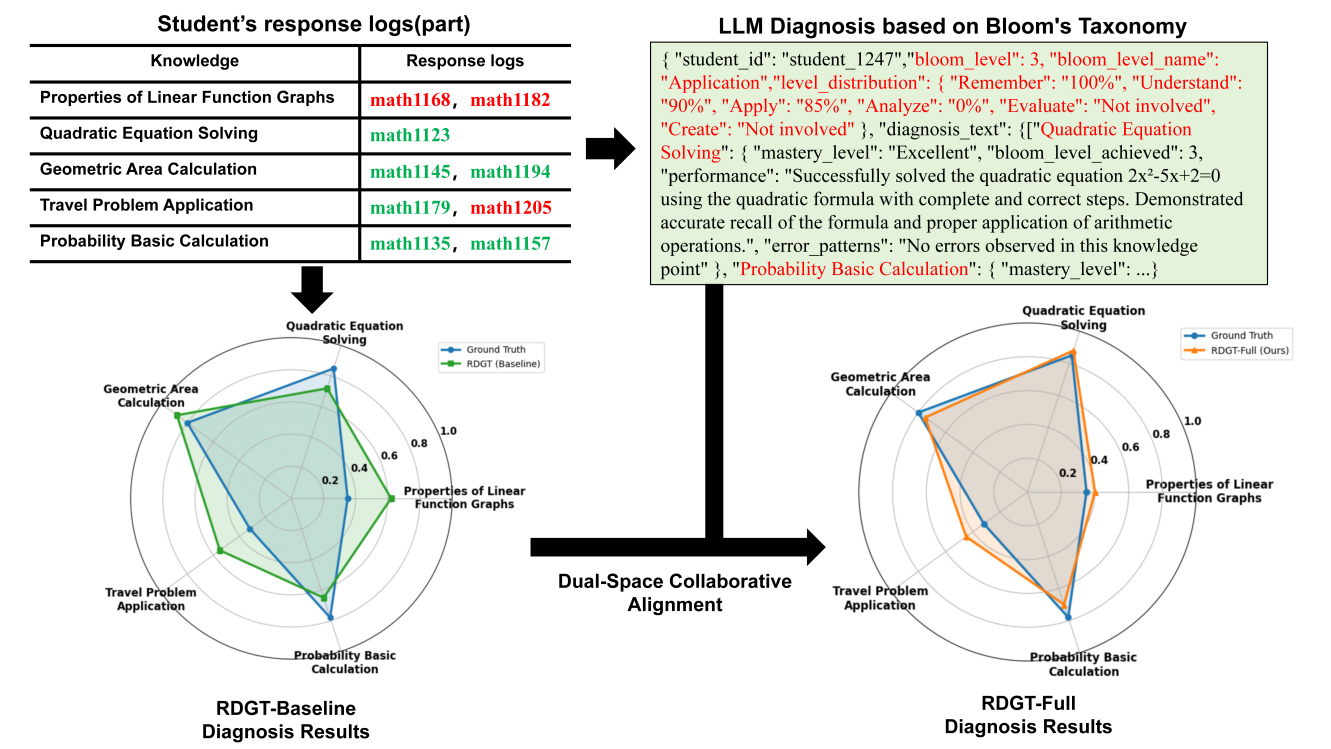 Student's response logs(part)
Knowledge Response logs
Properties of Linear Function Graphs math1168, math1182
Quadratic Equation Solving math1123
Geometric Area Calculation math1145, math1194
Travel Problem Application math1179, math1205
Probability Basic Calculation math1135, math1157
LLM Diagnosis based on Bloom's Taxonomy
{ "student_id": "student_1247","bloom_level": 3, "bloom_level_name":
"Application","level_distribution": { "Remember": "100%", "Understand":
"90%", "Apply": "85%", "Analyze": "0%", "Evaluate": "Not involved",
"Create": "Not involved" }, "diagnosis_text": {["Quadratic Equation
Solving": { "mastery_level": "Excellent", "bloom_level_achieved": 3,
"performance": "Successfully solved the quadratic equation 2x²-5x+2=0
using the quadratic formula with complete and correct steps. Demonstrated
accurate recall of the formula and proper application of arithmetic
operations.", "error_patterns": "No errors observed in this knowledge
point" }, "Probability Basic Calculation": { "mastery_level": ...}
Quadratic Equation
Solving
Ground Truth
RDGT (Baseline)
Geometric Area
Calculation
1.0
0.8
0.6
0.4
0.2
Properties of Linear
Function Graphs
Travel Problem
Application
Probability Basic
Calculation
RDGT-Baseline
Diagnosis Results
Dual-Space Collaborative
Alignment
Quadratic Equation
Solving
Ground Truth
RDGT-Full (Ours)
Geometric Area
Calculation
1.0
0.8
0.6
0.4
0.2
Properties of Linear
Function Graphs
Travel Problem
Application
Probability Basic
Calculation
RDGT-Full
Diagnosis Results